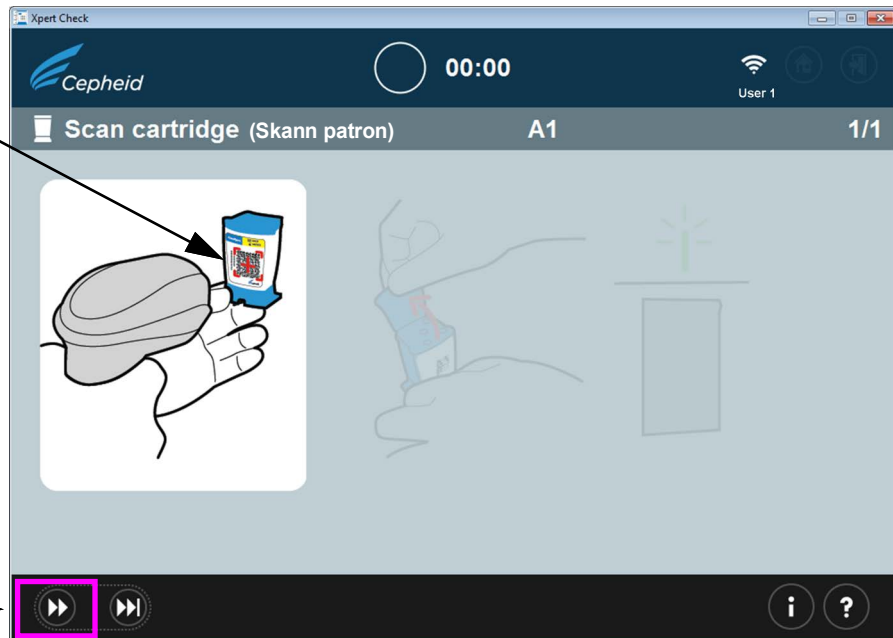 Xpert Check
Cepheid
00:00
User 1
Scan cartridge (Skann patron)
A1
1/1
i
?